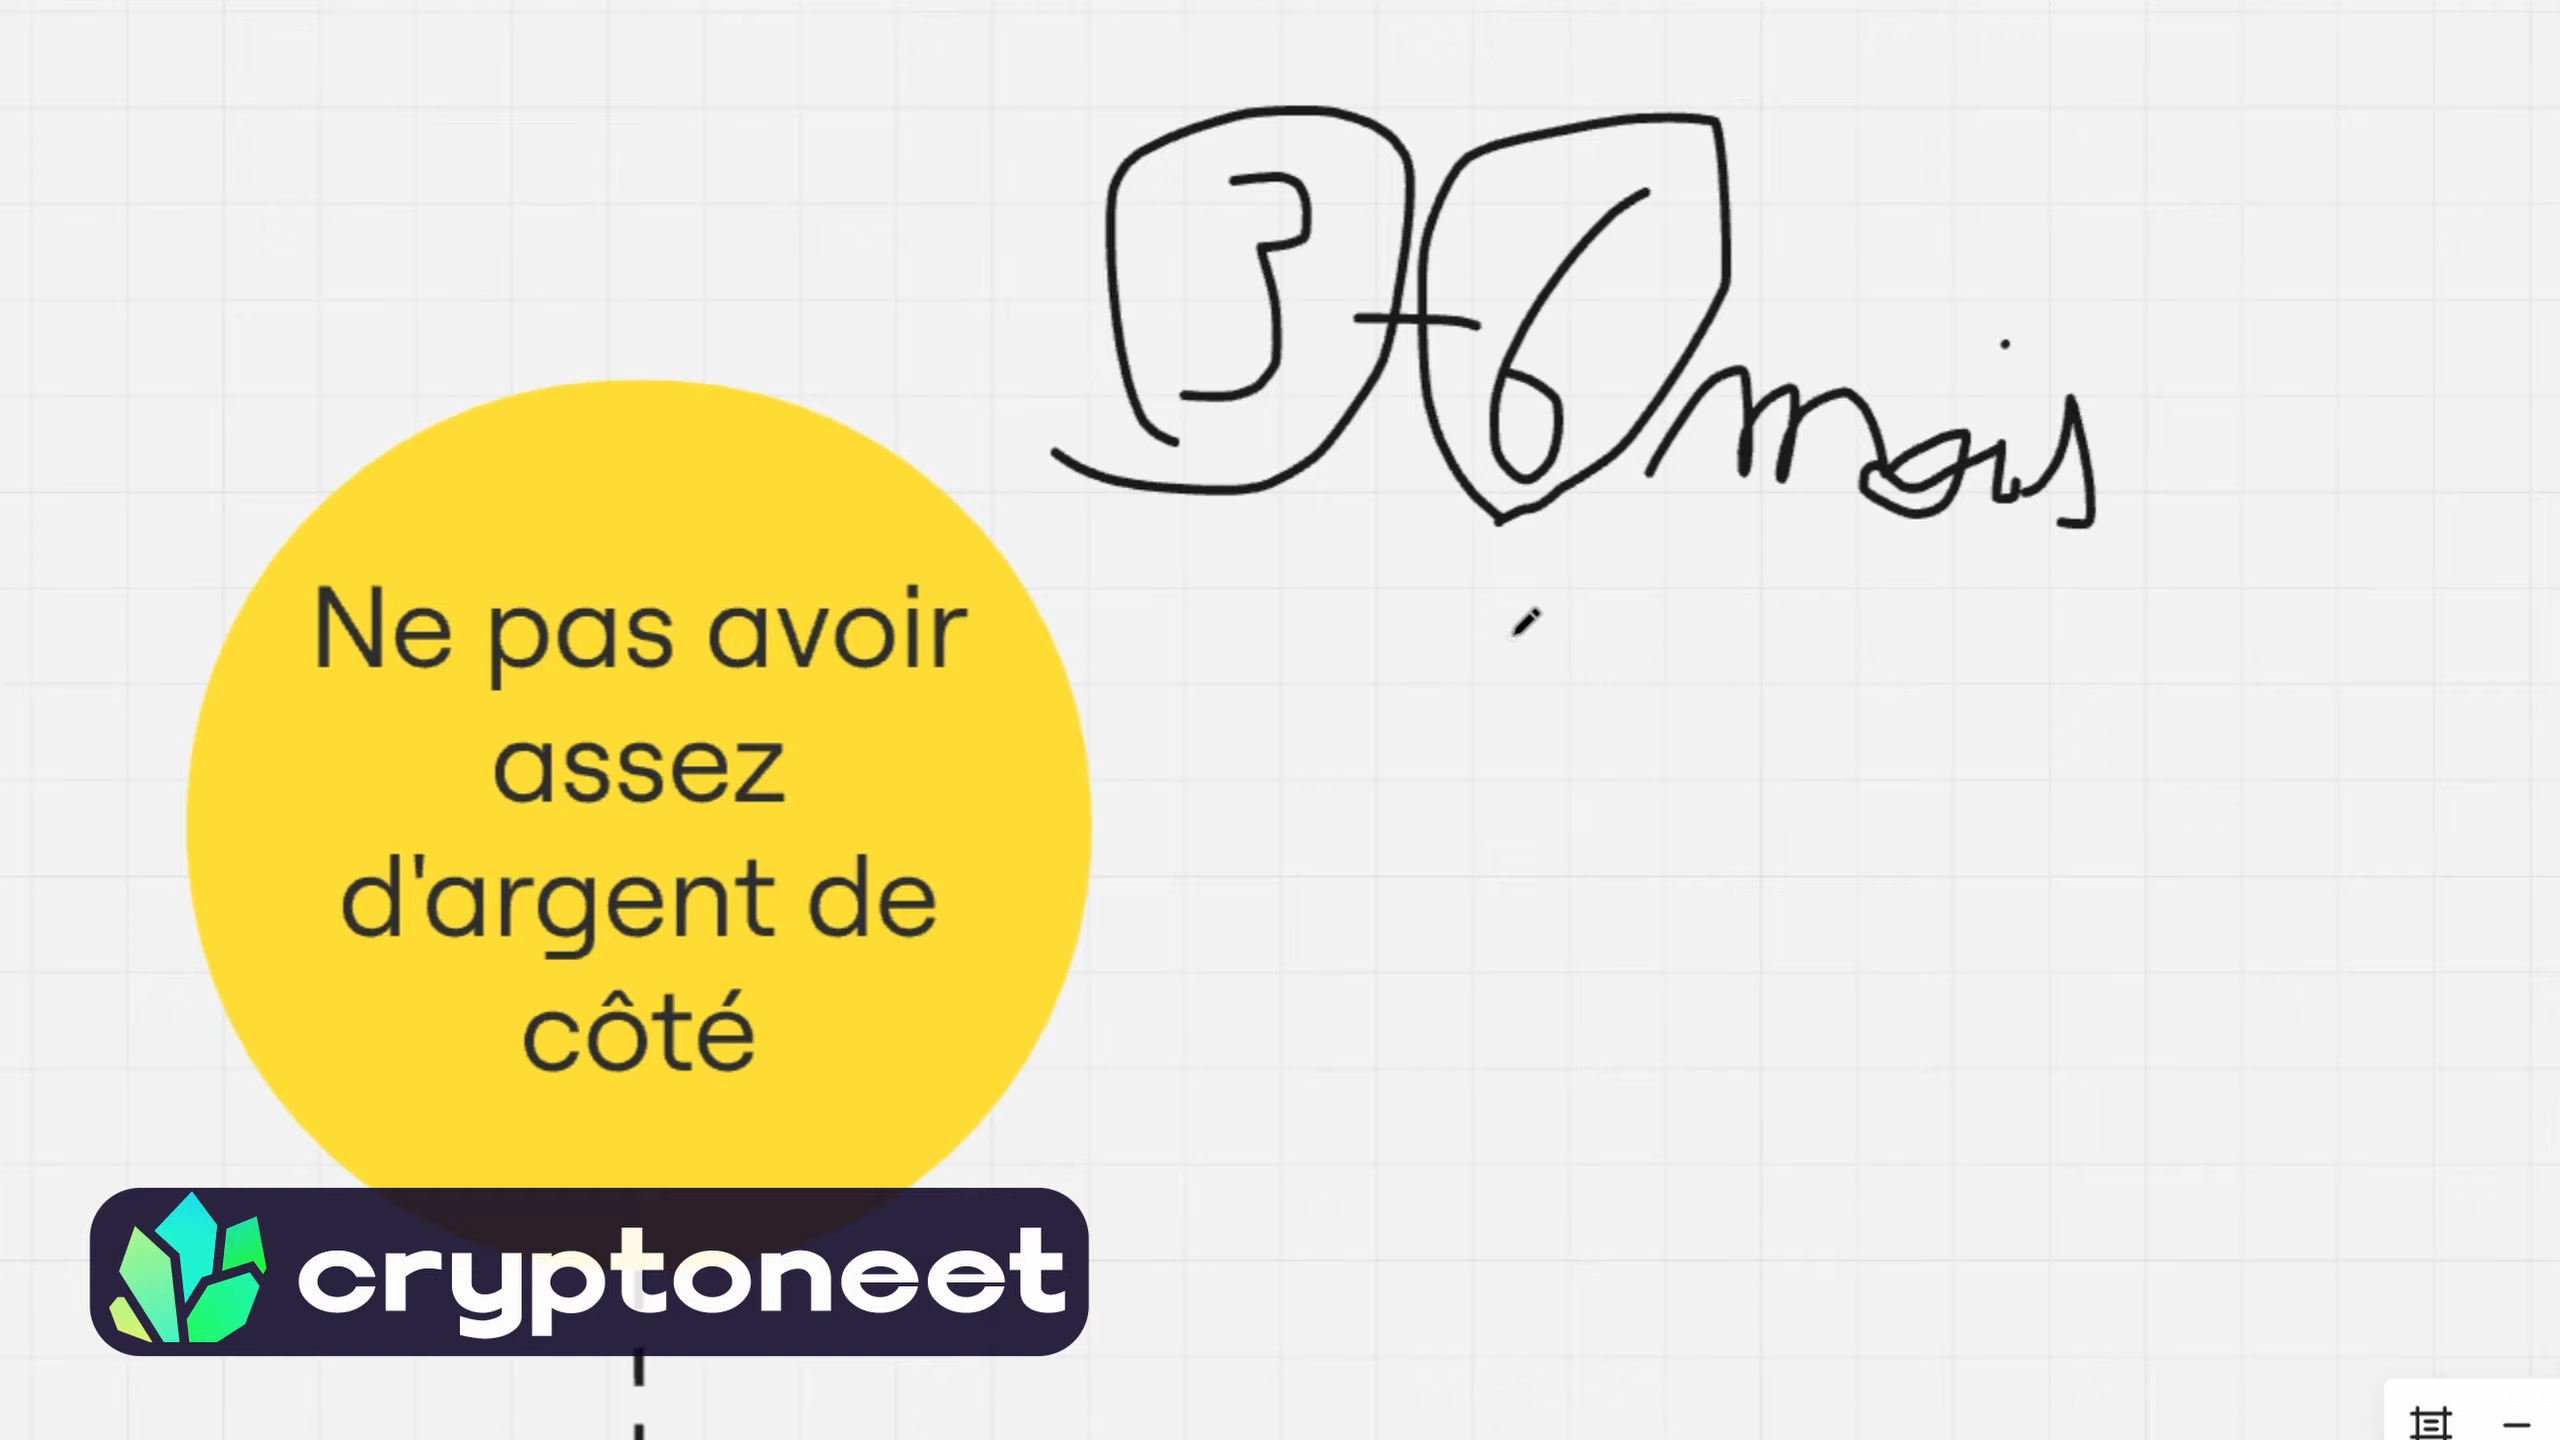 3-6 mois
Ne pas avoir
assez
d'argent de
côté
cryptoneet